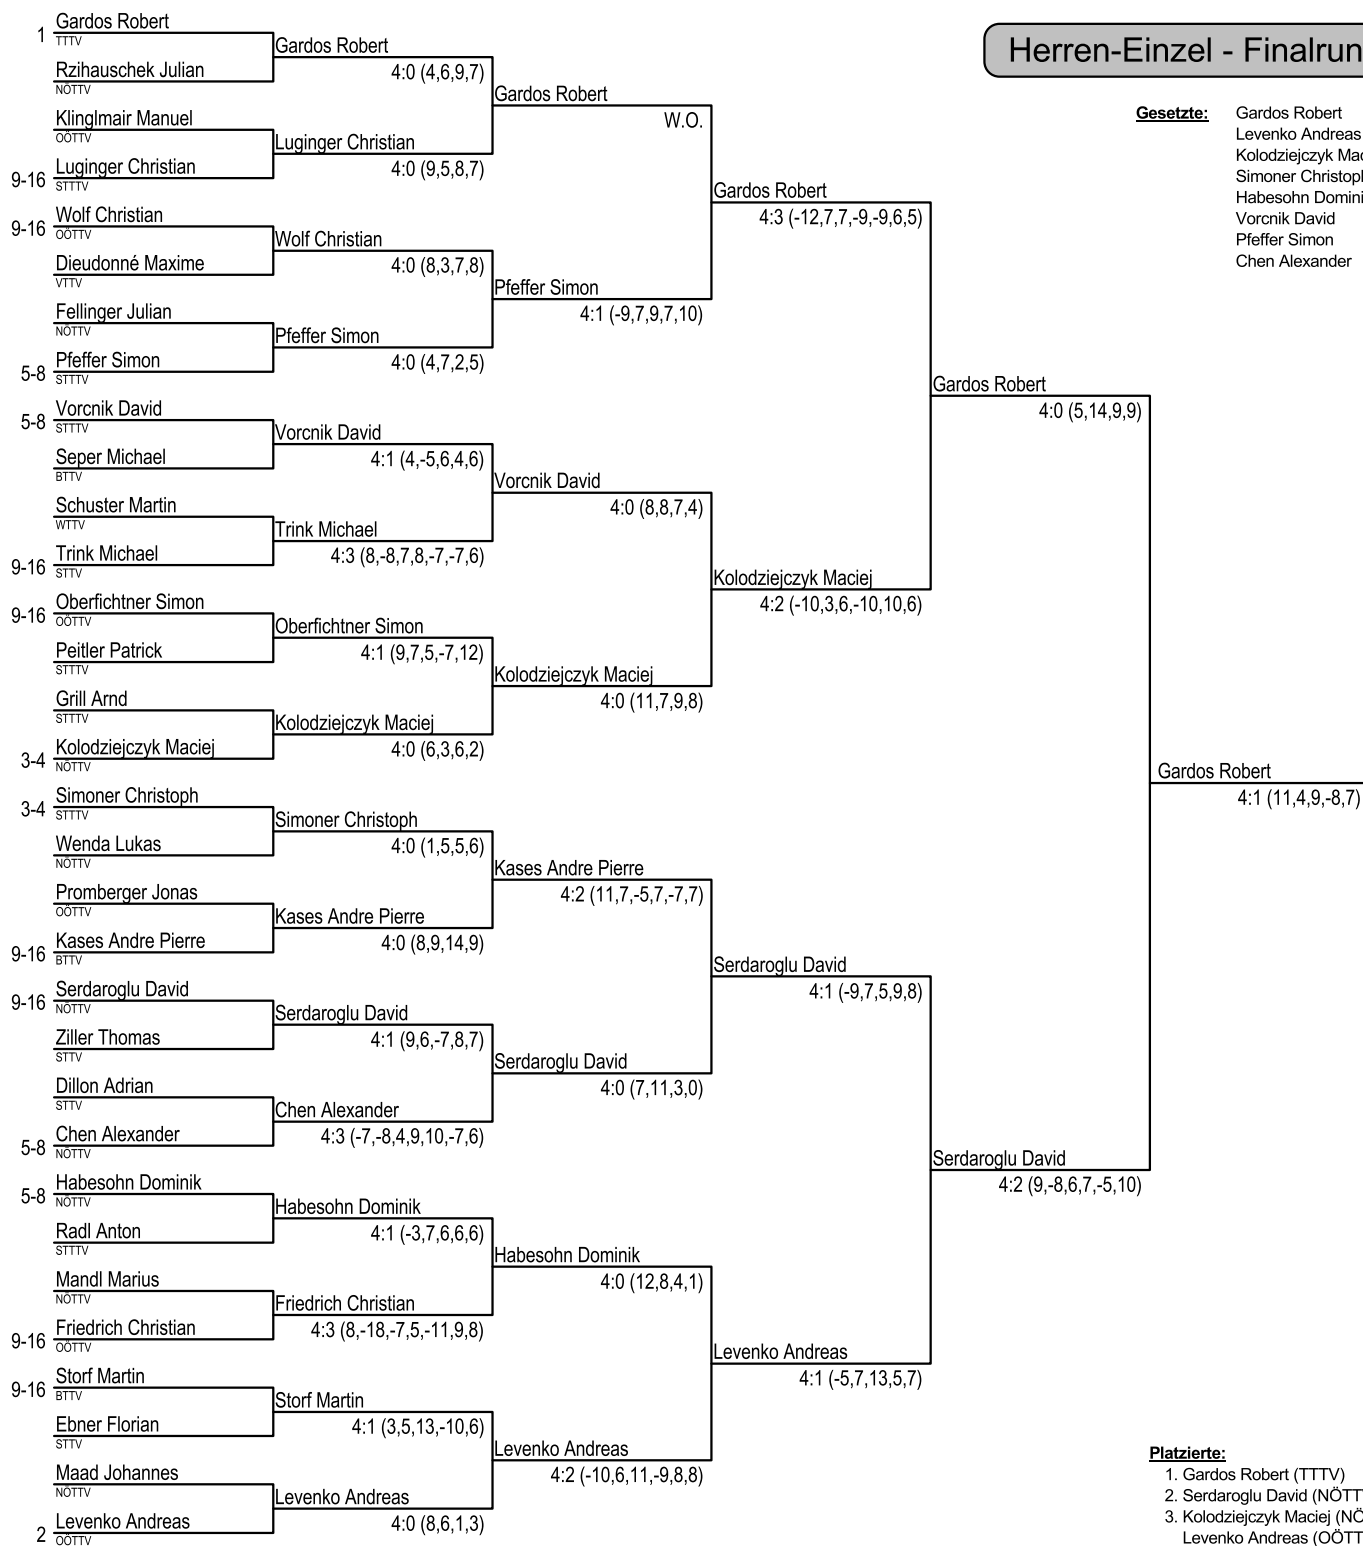 Herren-Einzel - Finalrun
Gesetzte:
Gardos Robert
Levenko Andreas
Kolodziejczyk Mac
Simoner Christoph
Habesohn Domini
Vorcnik David
Pfeffer Simon
Chen Alexander
1 Gardos Robert
TTTV
Rzihauschek Julian
NÖTTV
Klinglmair Manuel
OÖTTV
9-16 Luginger Christian
STTTV
9-16 Wolf Christian
OÖTTV
Dieudonné Maxime
VTTV
Fellinger Julian
NÖTTV
5-8 Pfeffer Simon
STTTV
5-8 Vorcnik David
STTTV
Seper Michael
BTTV
Schuster Martin
WTTV
9-16 Trink Michael
STTV
9-16 Oberfichtner Simon
OÖTTV
Peitler Patrick
STTTV
Grill Arnd
STTTV
3-4 Kolodziejczyk Maciej
NÖTTV
3-4 Simoner Christoph
STTTV
Wenda Lukas
NÖTTV
Promberger Jonas
OÖTTV
9-16 Kases Andre Pierre
BTTV
9-16 Serdaroglu David
NÖTTV
Ziller Thomas
STTV
Dillon Adrian
STTV
5-8 Chen Alexander
NÖTTV
5-8 Habesohn Dominik
NÖTTV
Radl Anton
STTTV
Mandl Marius
NÖTTV
9-16 Friedrich Christian
OÖTTV
9-16 Storf Martin
BTTV
Ebner Florian
STTV
Maad Johannes
NÖTTV
2 Levenko Andreas
OÖTTV
Gardos Robert
4:0 (4,6,9,7)
Luginger Christian
4:0 (9,5,8,7)
Wolf Christian
4:0 (8,3,7,8)
Pfeffer Simon
4:0 (4,7,2,5)
Vorcnik David
4:1 (4,-5,6,4,6)
Trink Michael
4:3 (8,-8,7,8,-7,-7,6)
Oberfichtner Simon
4:1 (9,7,5,-7,12)
Kolodziejczyk Maciej
4:0 (6,3,6,2)
Simoner Christoph
4:0 (1,5,5,6)
Kases Andre Pierre
4:0 (8,9,14,9)
Serdaroglu David
4:1 (9,6,-7,8,7)
Chen Alexander
4:3 (-7,-8,4,9,10,-7,6)
Habesohn Dominik
4:1 (-3,7,6,6,6)
Friedrich Christian
4:3 (8,-18,-7,5,-11,9,8)
Storf Martin
4:1 (3,5,13,-10,6)
Levenko Andreas
4:0 (8,6,1,3)
Gardos Robert
W.O.
Pfeffer Simon
4:1 (-9,7,9,7,10)
Vorcnik David
4:0 (8,8,7,4)
Kolodziejczyk Maciej
4:0 (11,7,9,8)
Kases Andre Pierre
4:2 (11,7,-5,7,-7,7)
Serdaroglu David
4:0 (7,11,3,0)
Habesohn Dominik
4:0 (12,8,4,1)
Levenko Andreas
4:2 (-10,6,11,-9,8,8)
Gardos Robert
4:3 (-12,7,7,-9,-9,6,5)
Kolodziejczyk Maciej
4:2 (-10,3,6,-10,10,6)
Serdaroglu David
4:1 (-9,7,5,9,8)
Levenko Andreas
4:1 (-5,7,13,5,7)
Gardos Robert
4:0 (5,14,9,9)
Serdaroglu David
4:2 (9,-8,6,7,-5,10)
Gardos Robert
4:1 (11,4,9,-8,7)
Platzierte:
1. Gardos Robert (TTTV)
2. Serdaroglu David (NÖTT
3. Kolodziejczyk Maciej (NÖ
Levenko Andreas (OÖTT